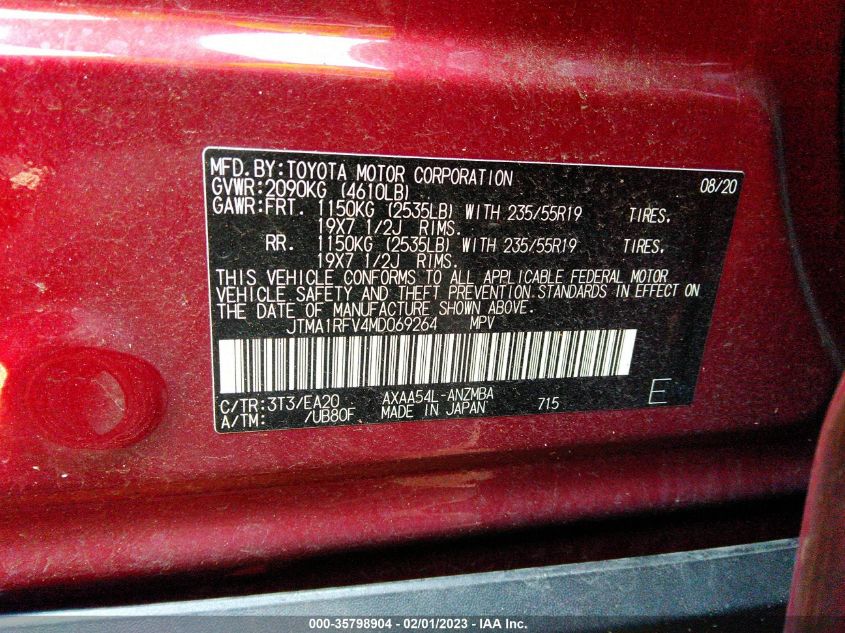 MFD.BY:TOYOTA MOTOR CORPORATION 08/20
GVWR:2090KG (4610LB)
GAWR:FRT. 1150KG (2535LB) WITH 235/55R19 TIRES,
19X7 1/2J RIMS.
RR. 1150KG (2535LB) WITH 235/55R19 TIRES,
19X7 1/2J RIMS.
THIS VEHICLE CONFORMS TO ALL APPLICABLE FEDERAL MOTOR
VEHICLE SAFETY AND THEFT PREVENTION STANDARDS IN EFFECT ON
THE DATE OF MANUFACTURE SHOWN ABOVE.
JTMA1RFV4MD069264 MPV
C/TR:3T3/EA20 AXAA54L-ANZMBA E
A/TM: /UB80F MADE IN JAPAN 715
000-35798904 - 02/01/2023 - IAA Inc.